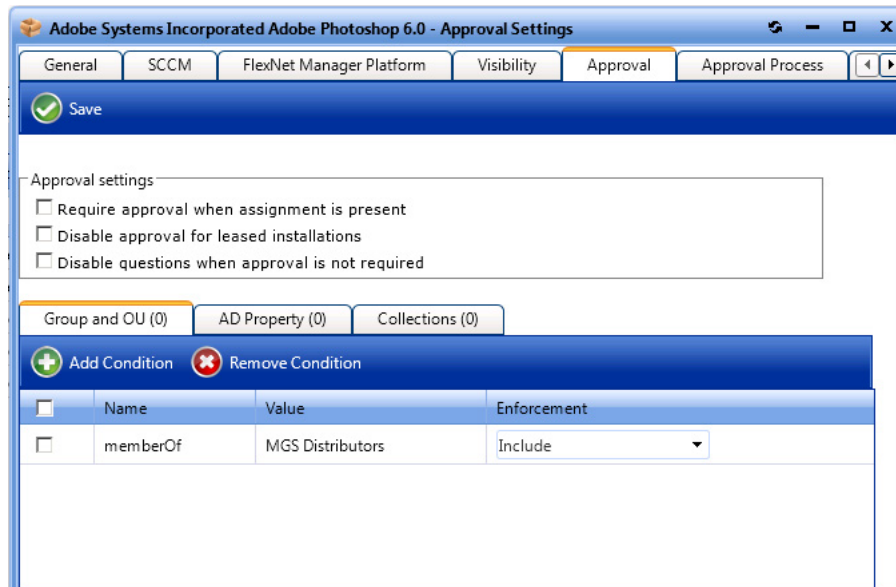 Adobe Systems Incorporated Adobe Photoshop 6.0 - Approval Settings
General SCCM FlexNet Manager Platform Visibility Approval Approval Process
Save
Approval settings
Require approval when assignment is present
Disable approval for leased installations
Disable questions when approval is not required
Group and OU (0) AD Property (0) Collections (0)
Add Condition Remove Condition
Name Value Enforcement
memberOf MGS Distributors Include